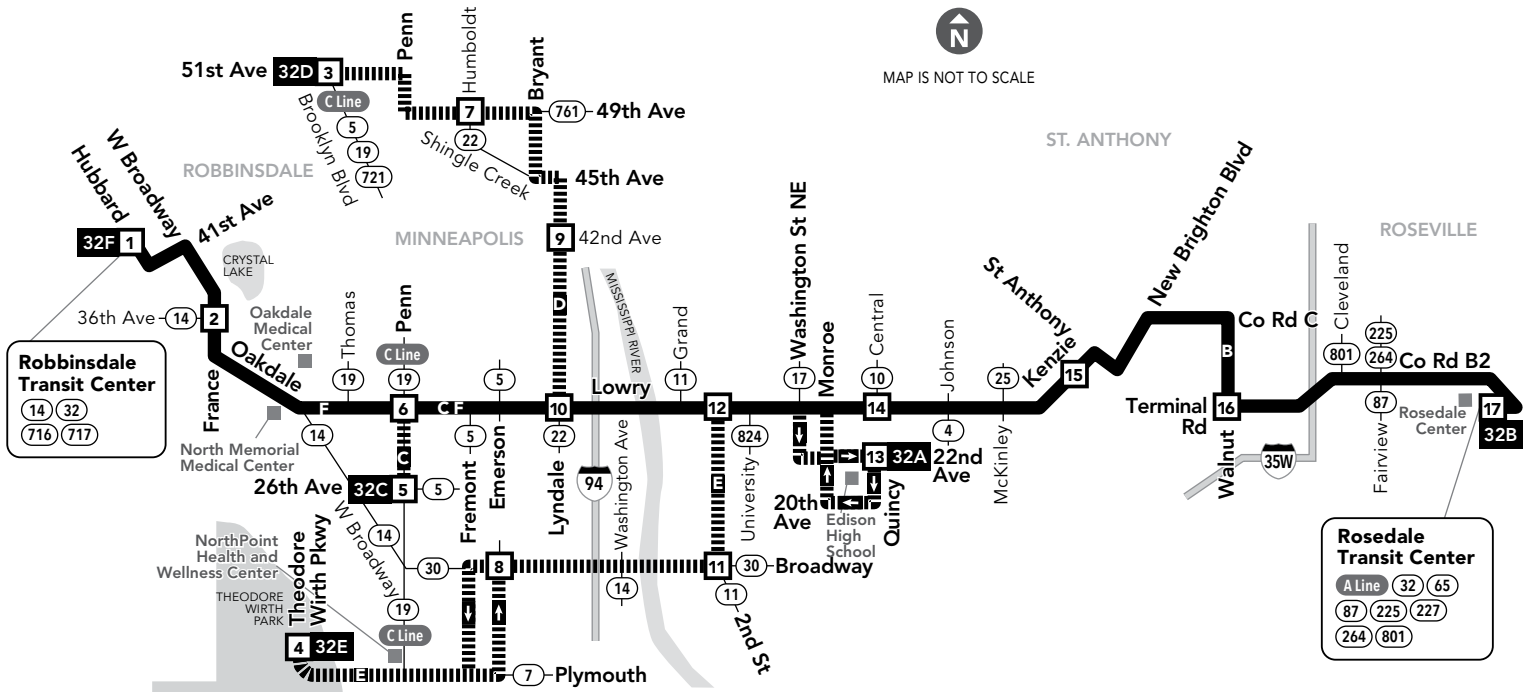 N
MAP IS NOT TO SCALE
51st Ave
32D
3
C Line
5
19
721
Brooklyn Blvd
Penn
Humboldt
7
22
Shingle Creek
Bryant
761
49th Ave
45th Ave
9
42nd Ave
D
ROBBINSDALE
MINNEAPOLIS
ST. ANTHONY
ROSEVILLE
Hubbard
W Broadway
41st Ave
32F
1
CRYSTAL
LAKE
36th Ave
14
2
Oakdale
Medical
Center
Robbinsdale
Transit Center
14
32
716
717
France
Oakdale
North Memorial
Medical Center
14
F
Thomas
19
Penn
C Line
19
6
C F
5
5
Fremont
Emerson
10
22
Lyndale
Lowry
MISSISSIPPI RIVER
94
Washington Ave
14
Grand
11
12
824
University
E
Washington St NE
17
Monroe
Central
10
14
13
32A
22nd
Ave
20th
Ave
Edison
High
School
Quincy
Johnson
4
25
McKinley
Kenzie
St Anthony
15
New Brighton Blvd
Co Rd C
B
Terminal
Rd
16
Walnut
35W
Cleveland
801
225
264
Co Rd B2
87
Fairview
Rosedale
Center
17
32B
Rosedale
Transit Center
A Line
32
65
87
225
227
264
801
C
26th Ave
32C
5
5
W Broadway
14
30
19
C Line
NorthPoint
Health and
Wellness Center
THEODORE
WIRTH
PARK
Theodore
Wirth Pkwy
4
32E
E
8
11
30
Broadway
11
2nd St
7
Plymouth